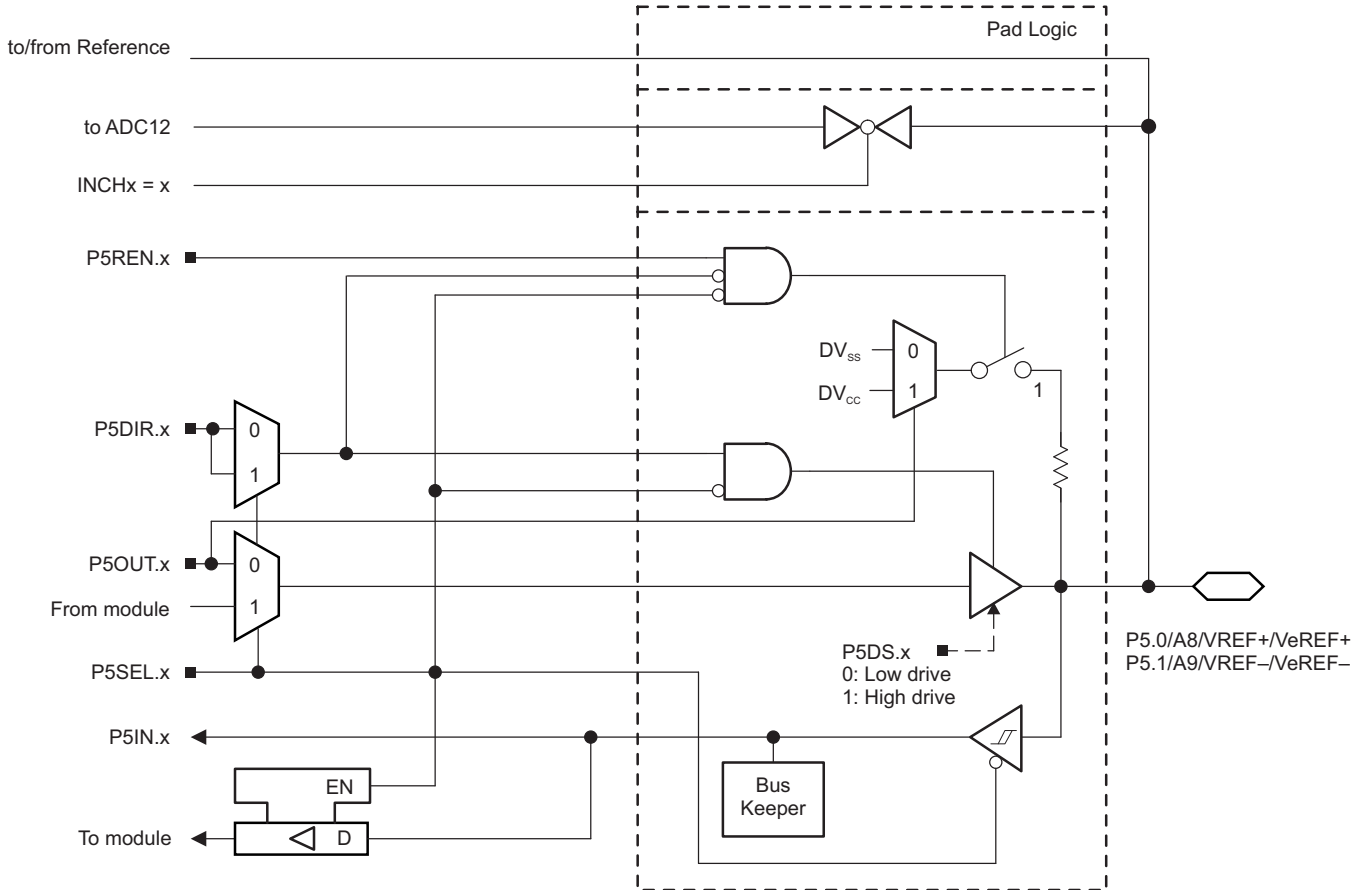 Pad Logic
to/from Reference
to ADC12
INCHx = x
P5REN.x
DVSS
0
DVCC
1
1
P5DIR.x
0
1
P5OUT.x
0
From module
1
P5SEL.x
P5DS.x
0: Low drive
1: High drive
P5.0/A8/VREF+/VeREF+
P5.1/A9/VREF–/VeREF–
P5IN.x
EN
Bus
Keeper
To module
D